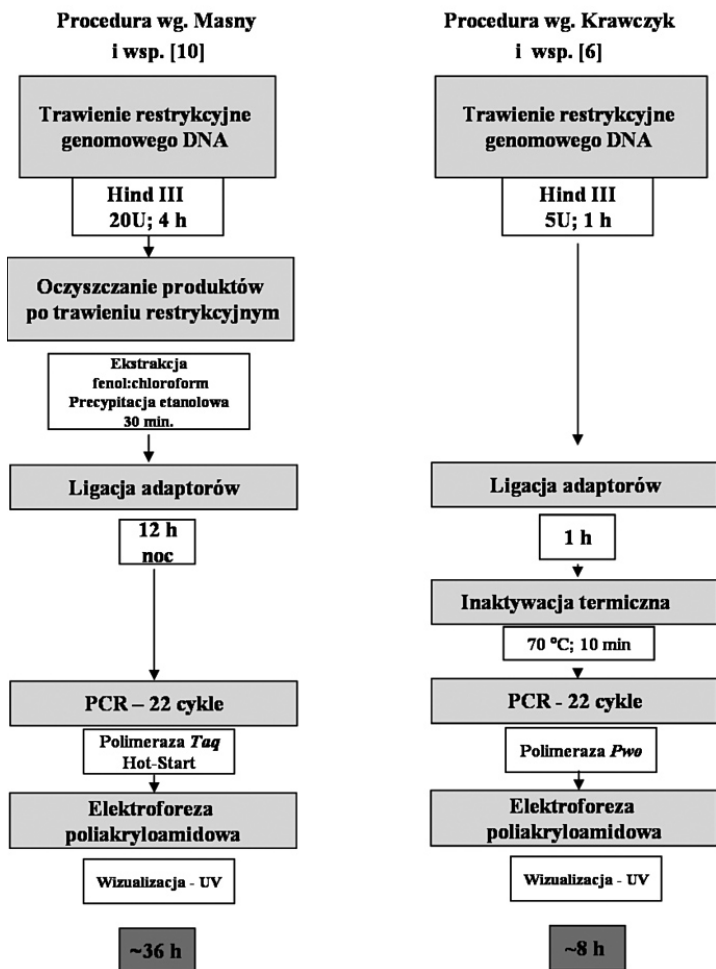 Procedura wg. Masny
i wsp. [10]
Trawienie restrykcyjne
genomowego DNA
Hind III
20U; 4 h
Oczyszczanie produktów
po trawieniu restrykcyjnym
Ekstrakcja
fenol:chloroform
Precypitacja etanolowa
30 min.
Ligacja adaptorów
12 h
noc
PCR – 22 cykle
Polimeraza Taq
Hot-Start
Elektroforeza
poliakryloamidowa
Wizualizacja - UV
~36 h
Procedura wg. Krawczyk
i wsp. [6]
Trawienie restrykcyjne
genomowego DNA
Hind III
5U; 1 h
Ligacja adaptorów
1 h
Inaktywacja termiczna
70 °C; 10 min
PCR - 22 cykle
Polimeraza Pwo
Elektroforeza
poliakryloamidowa
Wizualizacja - UV
~8 h